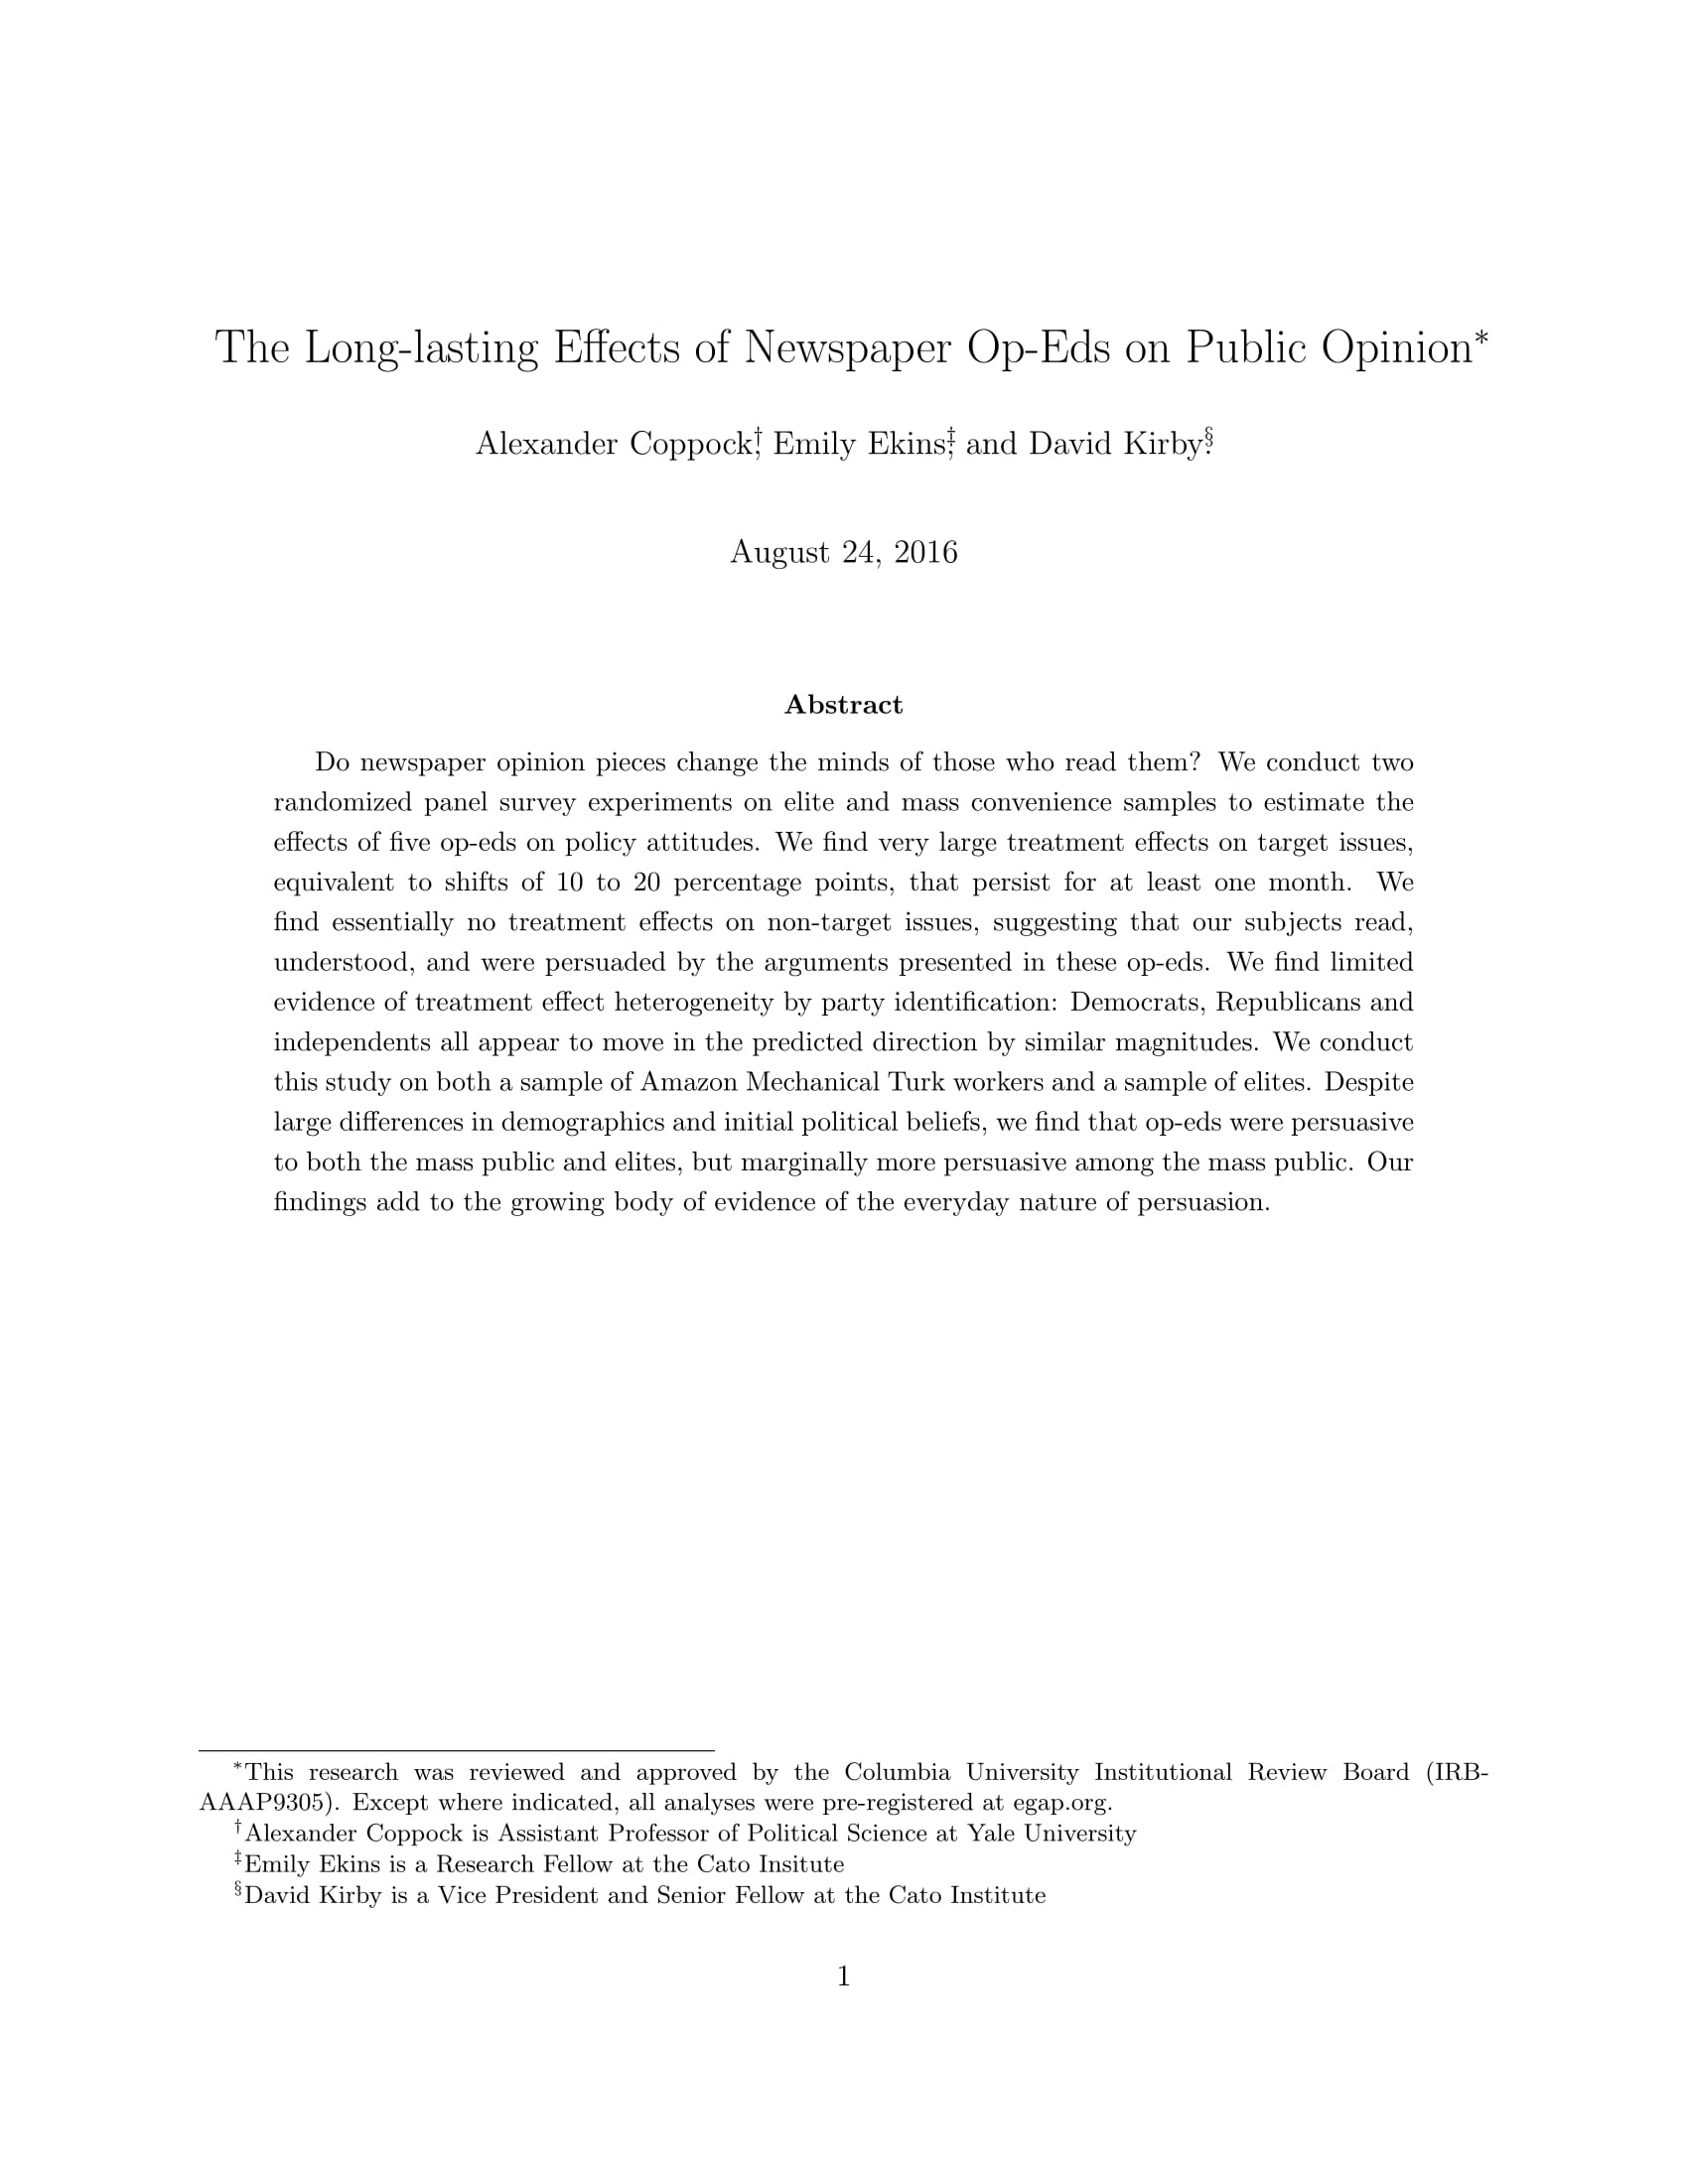 The Long-lasting Effects of Newspaper Op-Eds on Public Opinion*
Alexander Coppock†, Emily Ekins‡, and David Kirby§.
August 24, 2016
Abstract
Do newspaper opinion pieces change the minds of those who read them? We conduct two
randomized panel survey experiments on elite and mass convenience samples to estimate the
effects of five op-eds on policy attitudes. We find very large treatment effects on target issues,
equivalent to shifts of 10 to 20 percentage points, that persist for at least one month. We
find essentially no treatment effects on non-target issues, suggesting that our subjects read,
understood, and were persuaded by the arguments presented in these op-eds. We find limited
evidence of treatment effect heterogeneity by party identification: Democrats, Republicans and
independents all appear to move in the predicted direction by similar magnitudes. We conduct
this study on both a sample of Amazon Mechanical Turk workers and a sample of elites. Despite
large differences in demographics and initial political beliefs, we find that op-eds were persuasive
to both the mass public and elites, but marginally more persuasive among the mass public. Our
findings add to the growing body of evidence of the everyday nature of persuasion.
*This research was reviewed and approved by the Columbia University Institutional Review Board (IRB-
AAAP9305). Except where indicated, all analyses were pre-registered at egap.org.
†Alexander Coppock is Assistant Professor of Political Science at Yale University
‡Emily Ekins is a Research Fellow at the Cato Insitute
§David Kirby is a Vice President and Senior Fellow at the Cato Institute
1